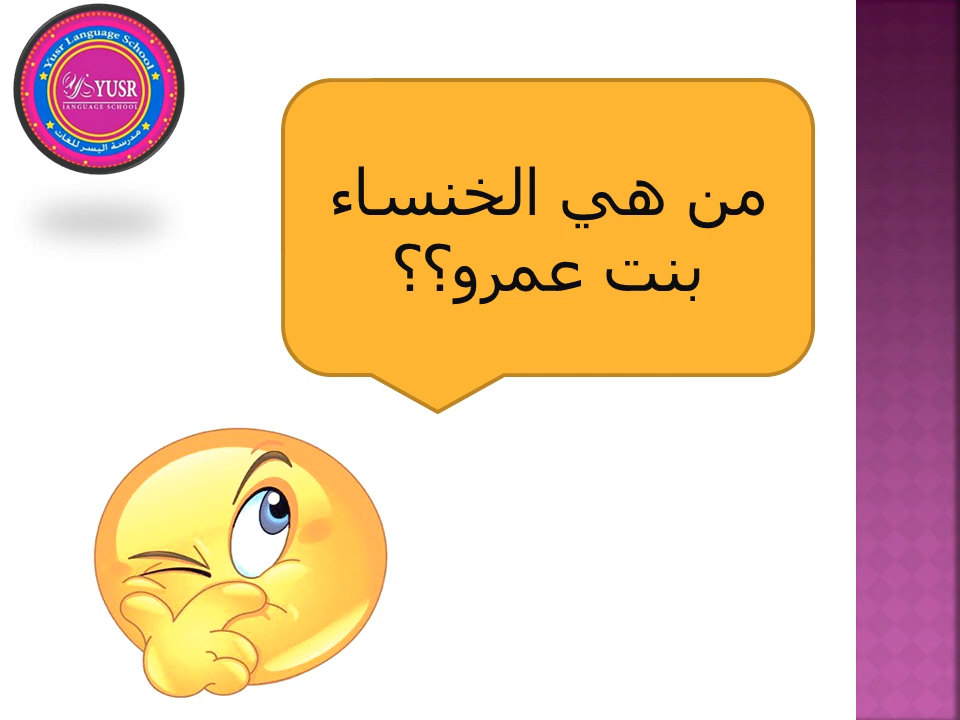 Yusr Language School
YUSR
LANGUAGE SCHOOL
مدرسة اليسر للغات
من هي الخنساء
بنت عمرو؟؟